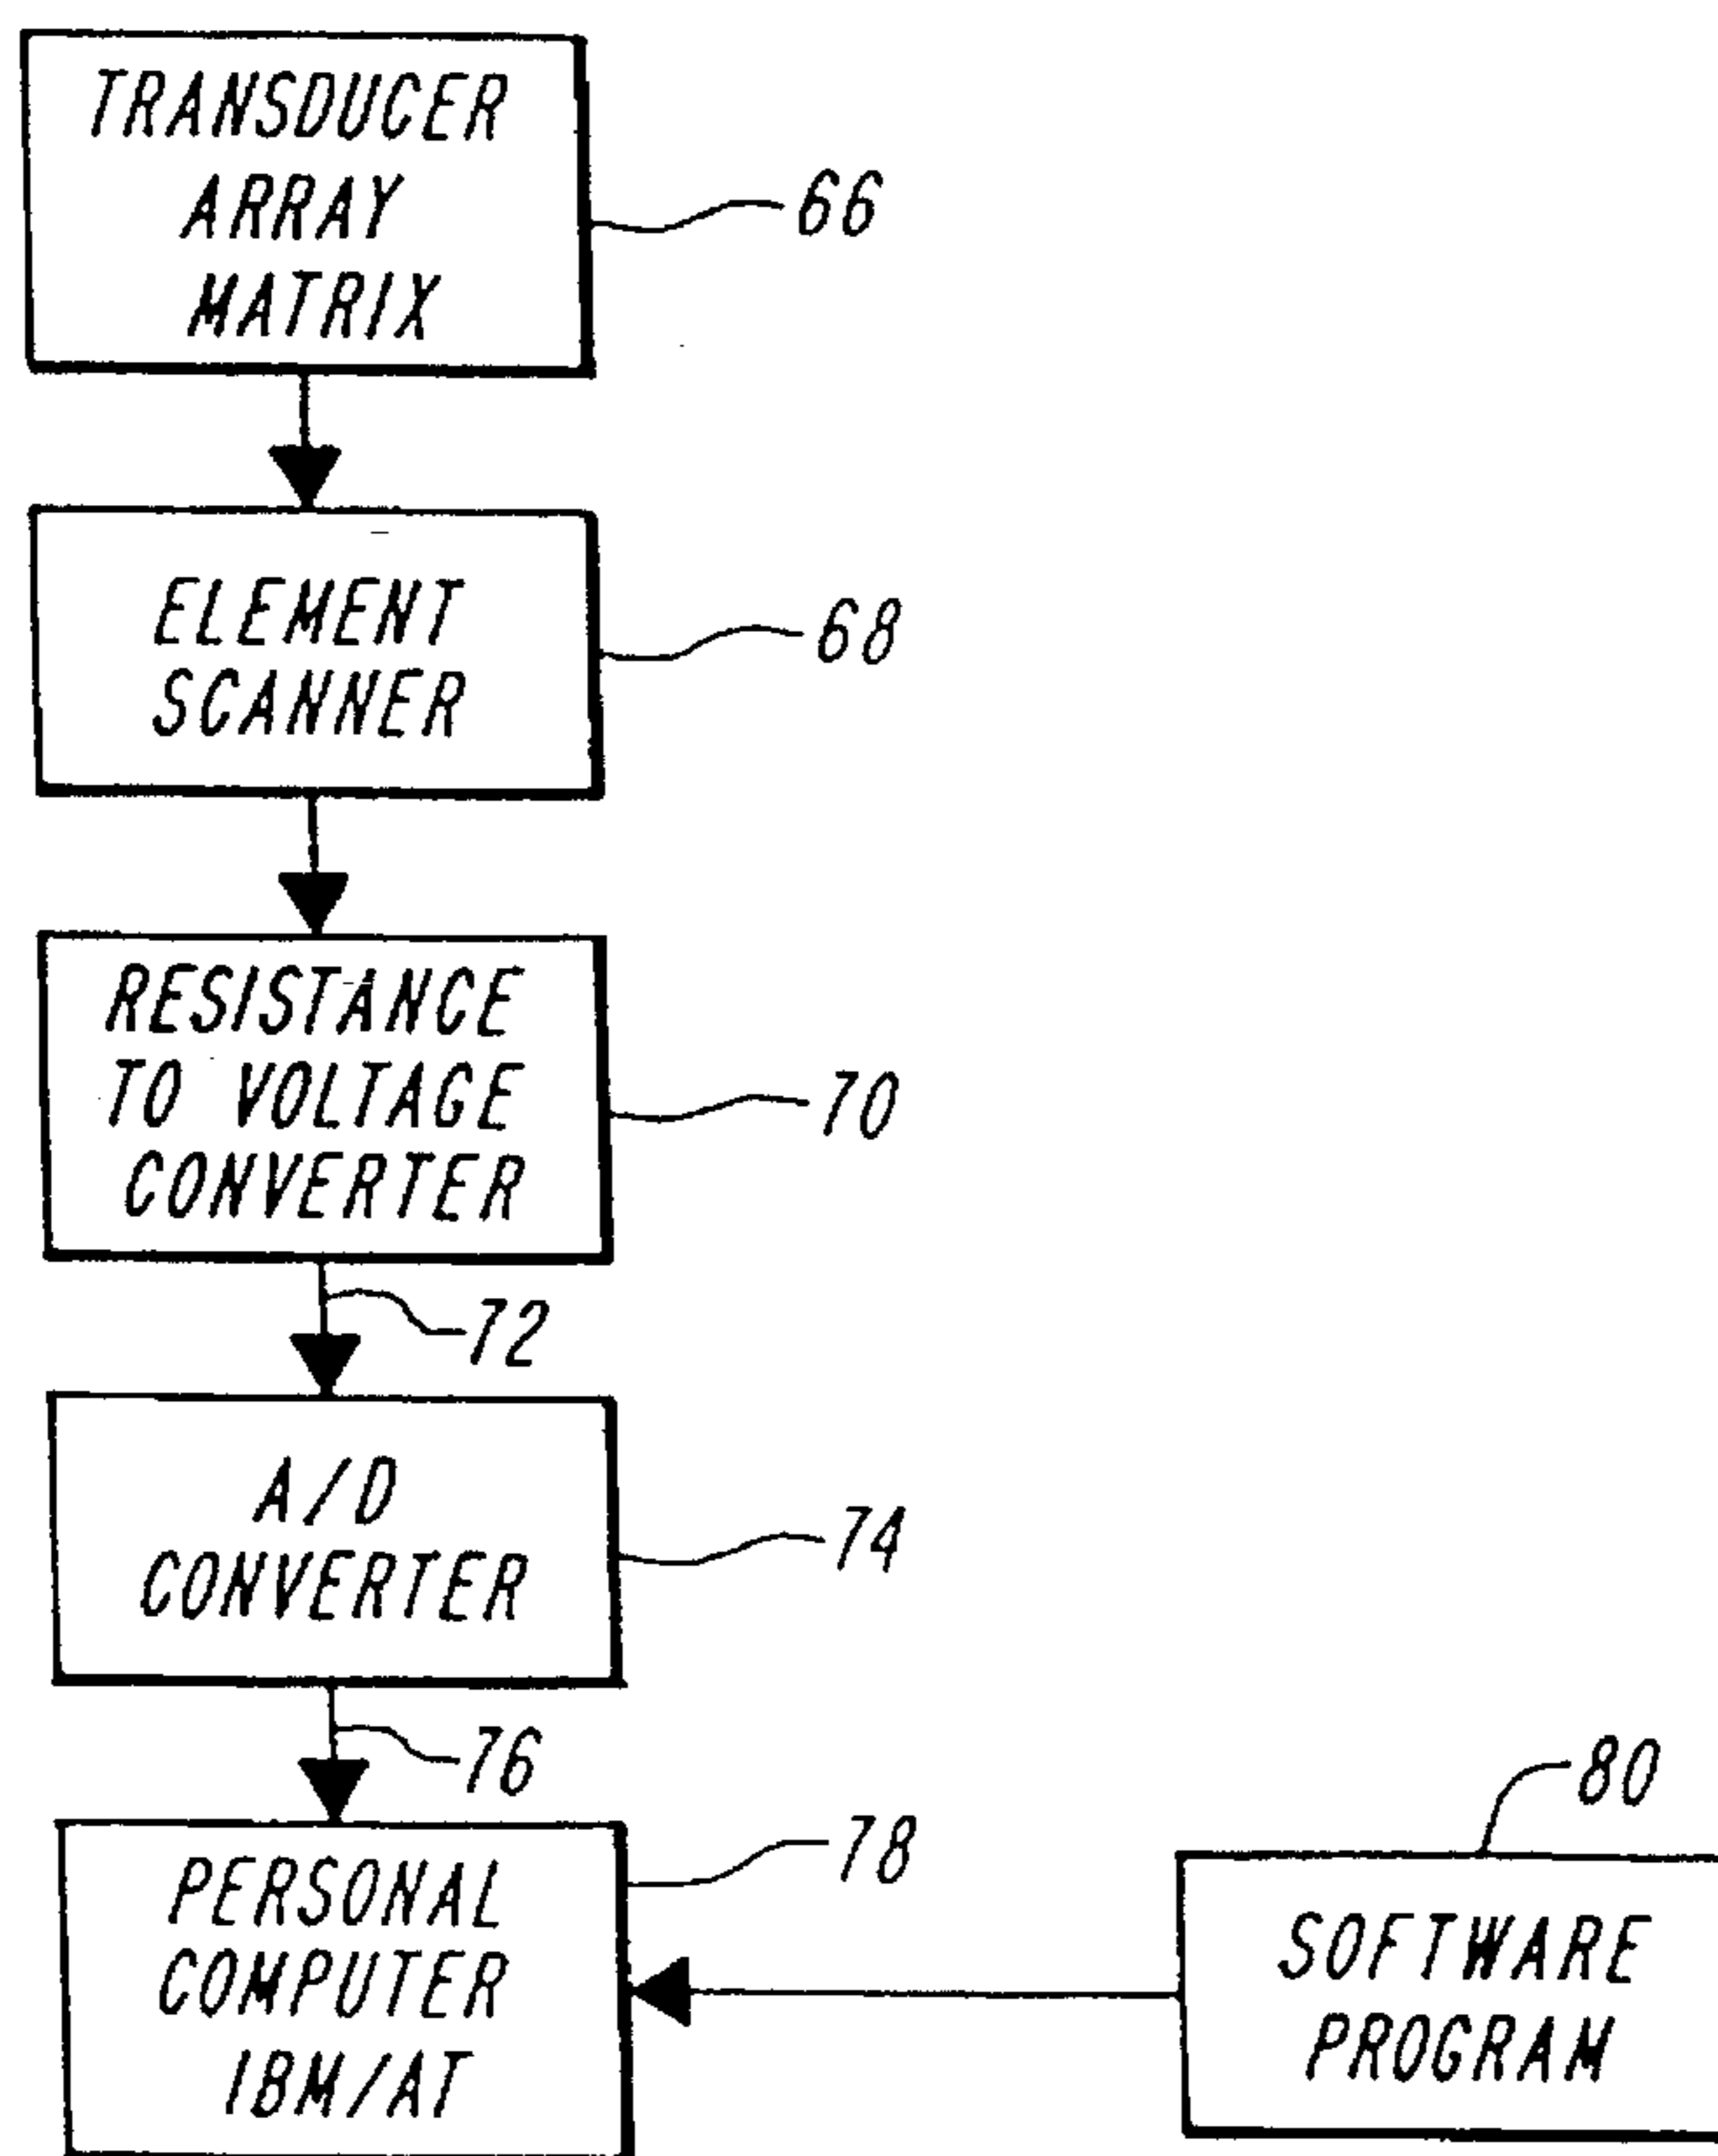 TRANSDUCER
ARRAY
MATRIX
66
ELEMENT
SCANNER
68
RESISTANCE
TO VOLTAGE
CONVERTER
70
72
A/D
CONVERTER
74
76
PERSONAL
COMPUTER
IBM/AT
78
80
SOFTWARE
PROGRAM